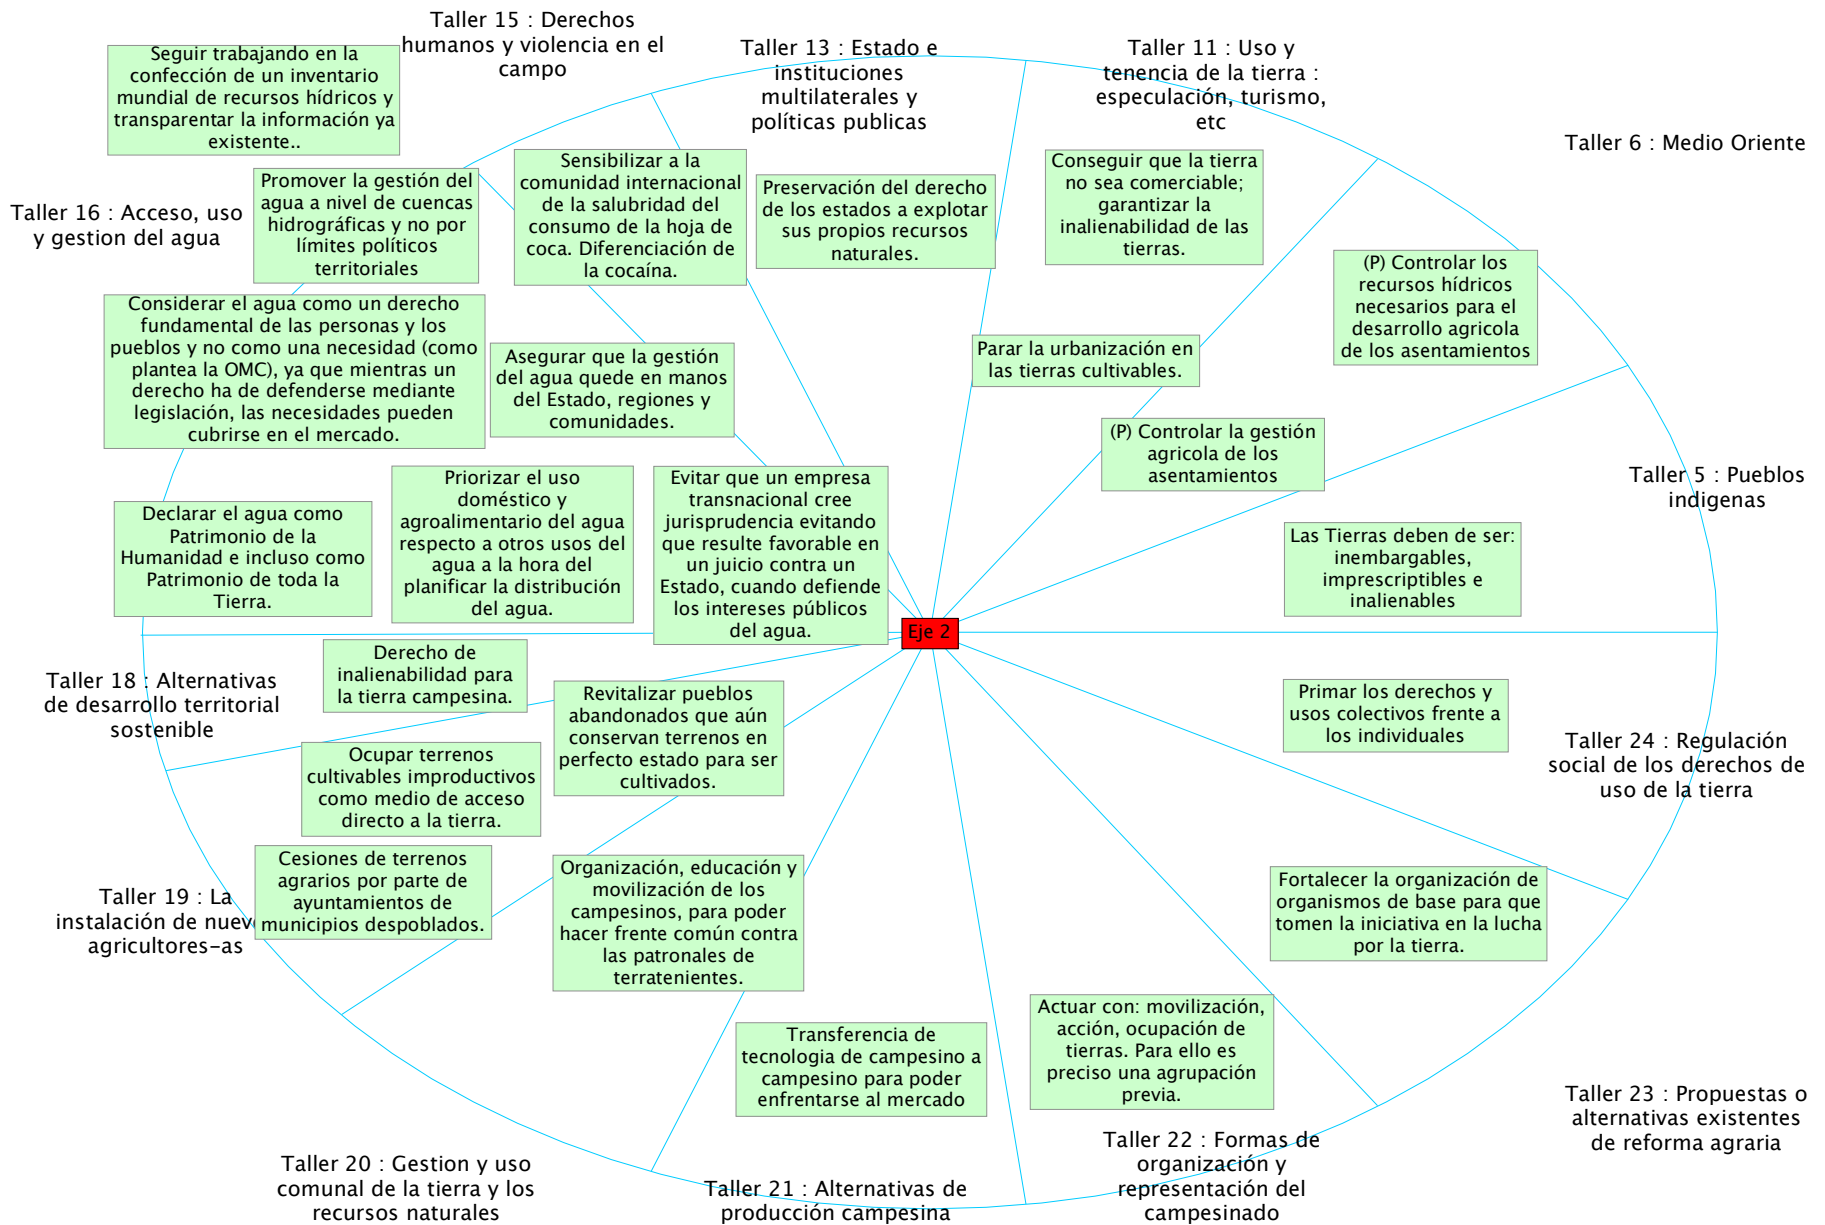 Taller 15 : Derechos
humanos y violencia en el
campo
Taller 13 : Estado e
instituciones
multilaterales y
políticas publicas
Taller 11 : Uso y
tenencia de la tierra :
especulación, turismo,
etc
Taller 6 : Medio Oriente
Seguir trabajando en la
confección de un inventario
mundial de recursos hídricos y
transparentar la información ya
existente..
Taller 16 : Acceso, uso
y gestion del agua
Promover la gestión del
agua a nivel de cuencas
hidrográficas y no por
límites políticos
territoriales
Sensibilizar a la
comunidad internacional
de la salubridad del
consumo de la hoja de
coca. Diferenciación de
la cocaína.
Preservación del derecho
de los estados a explotar
sus propios recursos
naturales.
Conseguir que la tierra
no sea comerciable;
garantizar la
inalienabilidad de las
tierras.
(P) Controlar los
recursos hídricos
necesarios para el
desarrollo agricola
de los asentamientos
Considerar el agua como un derecho
fundamental de las personas y los
pueblos y no como una necesidad (como
plantea la OMC), ya que mientras un
derecho ha de defenderse mediante
legislación, las necesidades pueden
cubrirse en el mercado.
Asegurar que la gestión
del agua quede en manos
del Estado, regiones y
comunidades.
Parar la urbanización en
las tierras cultivables.
(P) Controlar la gestión
agricola de los
asentamientos
Taller 5 : Pueblos
indigenas
Declarar el agua como
Patrimonio de la
Humanidad e incluso como
Patrimonio de toda la
Tierra.
Priorizar el uso
doméstico y
agroalimentario del agua
respecto a otros usos del
agua a la hora del
planificar la distribución
del agua.
Evitar que un empresa
transnacional cree
jurisprudencia evitando
que resulte favorable en
un juicio contra un
Estado, cuando defiende
los intereses públicos
del agua.
Las Tierras deben de ser:
inembargables,
imprescriptibles e
inalienables
Eje 2
Taller 18 : Alternativas
de desarrollo territorial
sostenible
Derecho de
inalienabilidad para
la tierra campesina.
Revitalizar pueblos
abandonados que aún
conservan terrenos en
perfecto estado para ser
cultivados.
Primar los derechos y
usos colectivos frente a
los individuales
Taller 24 : Regulación
social de los derechos de
uso de la tierra
Ocupar terrenos
cultivables improductivos
como medio de acceso
directo a la tierra.
Cesiones de terrenos
agrarios por parte de
ayuntamientos de
municipios despoblados.
Taller 19 : La
instalación de nuev
agricultores-as
Organización, educación y
movilización de los
campesinos, para poder
hacer frente común contra
las patronales de
terratenientes.
Fortalecer la organización de
organismos de base para que
tomen la iniciativa en la lucha
por la tierra.
Transferencia de
tecnologia de campesino a
campesino para poder
enfrentarse al mercado
Actuar con: movilización,
acción, ocupación de
tierras. Para ello es
preciso una agrupación
previa.
Taller 23 : Propuestas o
alternativas existentes
de reforma agraria
Taller 20 : Gestion y uso
comunal de la tierra y los
recursos naturales
Taller 21 : Alternativas de
producción campesina
Taller 22 : Formas de
organización y
representación del
campesinado